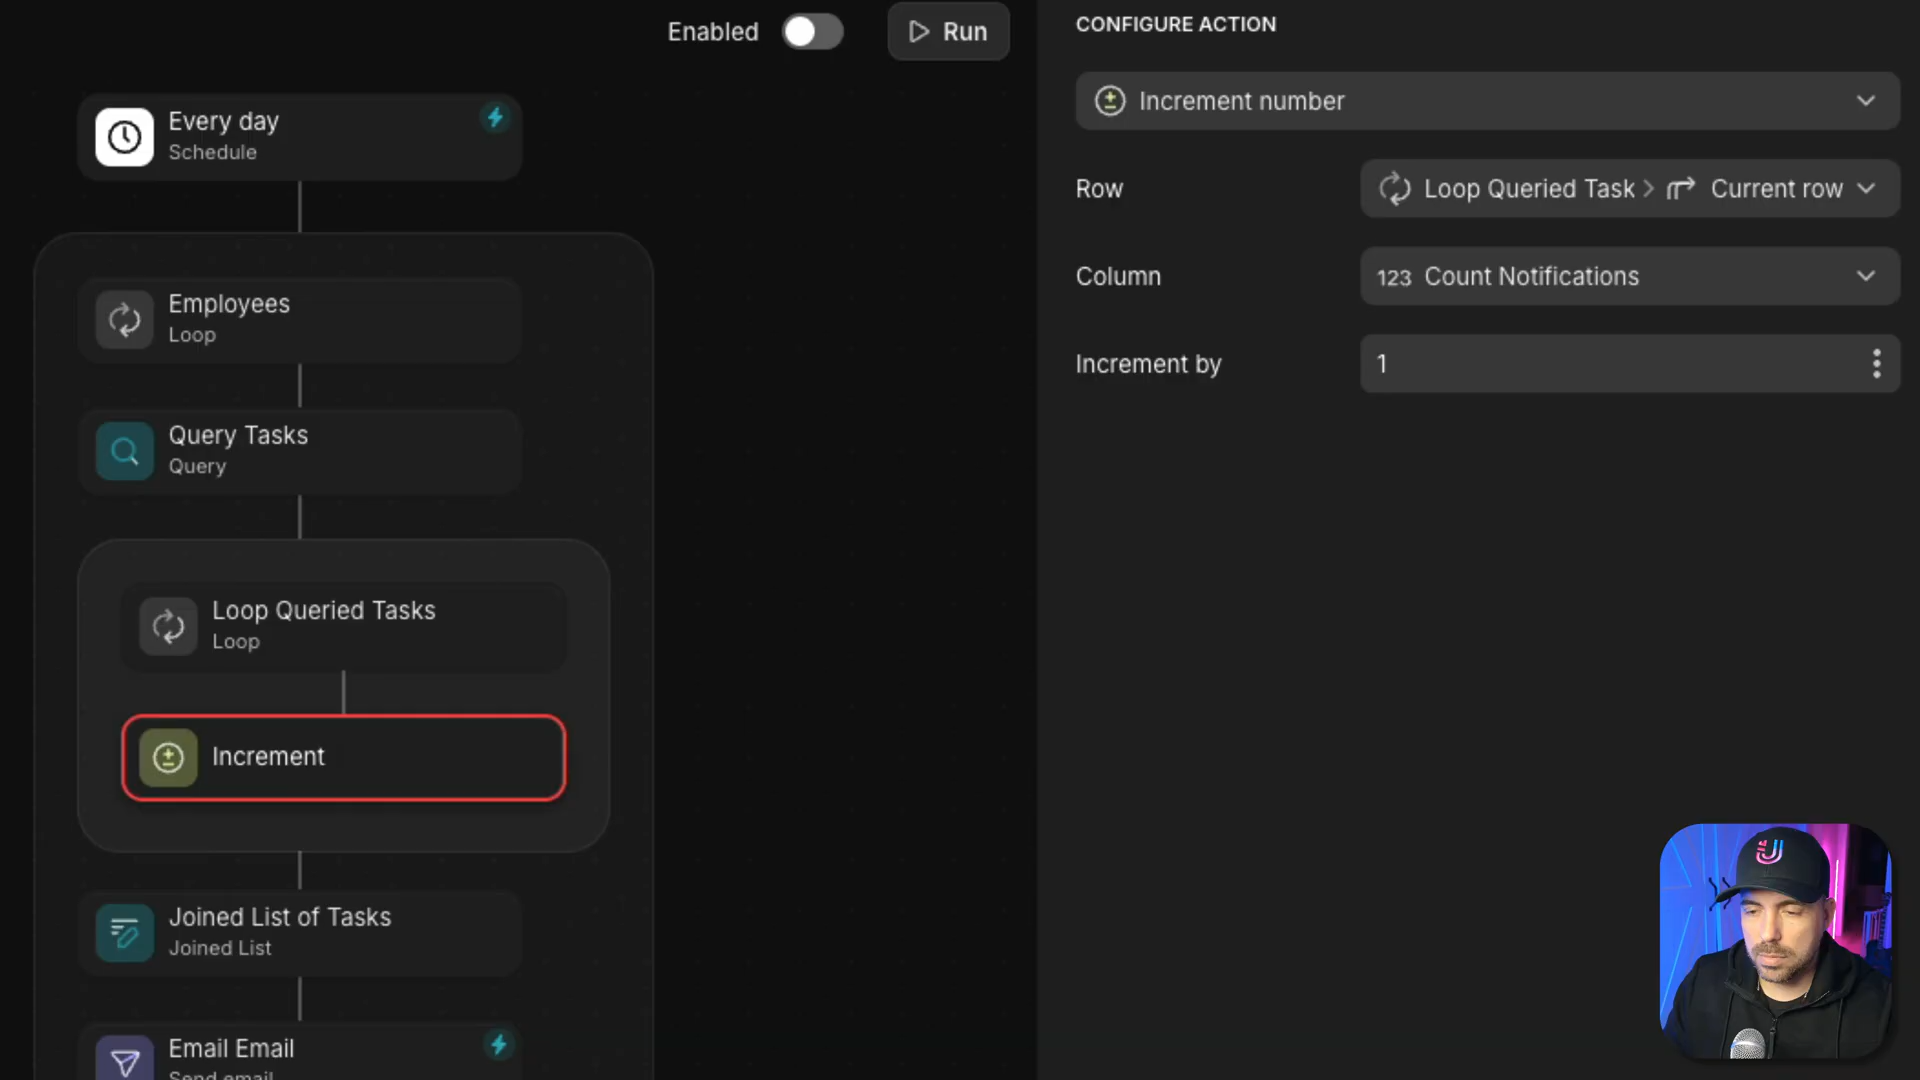 Enabled
Run
Every day
Schedule
Employees
Loop
Query Tasks
Query
Loop Queried Tasks
Loop
Increment
Joined List of Tasks
Joined List
Email Email
Send email
CONFIGURE ACTION
Increment number
Row
Loop Queried Task > Current row
Column
123 Count Notifications
Increment by
1